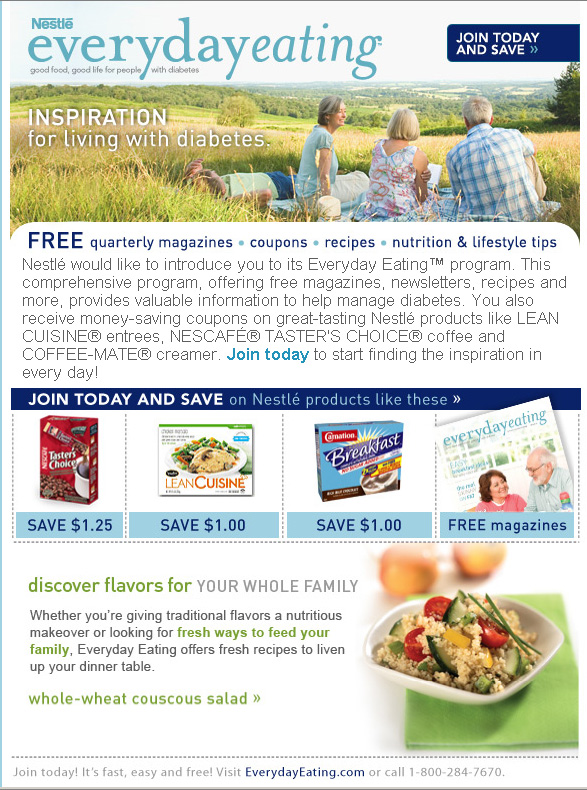 Nestlé
everydayeating™
good food, good life for people with diabetes
JOIN TODAY
AND SAVE »
INSPIRATION
for living with diabetes.
FREE quarterly magazines • coupons • recipes • nutrition & lifestyle tips
Nestlé would like to introduce you to its Everyday Eating™ program. This
comprehensive program, offering free magazines, newsletters, recipes and
more, provides valuable information to help manage diabetes. You also
receive money-saving coupons on great-tasting Nestlé products like LEAN
CUISINE® entrees, NESCAFÉ® TASTER'S CHOICE® coffee and
COFFEE-MATE® creamer. Join today to start finding the inspiration in
every day!
JOIN TODAY AND SAVE on Nestlé products like these »
NESCAFÉ
Taster's
Choice
LEAN CUISINE
Carnation
Breakfast
everydayeating
SAVE $1.25
SAVE $1.00
SAVE $1.00
FREE magazines
discover flavors for YOUR WHOLE FAMILY
Whether you're giving traditional flavors a nutritious
makeover or looking for fresh ways to feed your
family, Everyday Eating offers fresh recipes to liven
up your dinner table.
whole-wheat couscous salad »
Join today! It's fast, easy and free! Visit EverydayEating.com or call 1-800-284-7670.